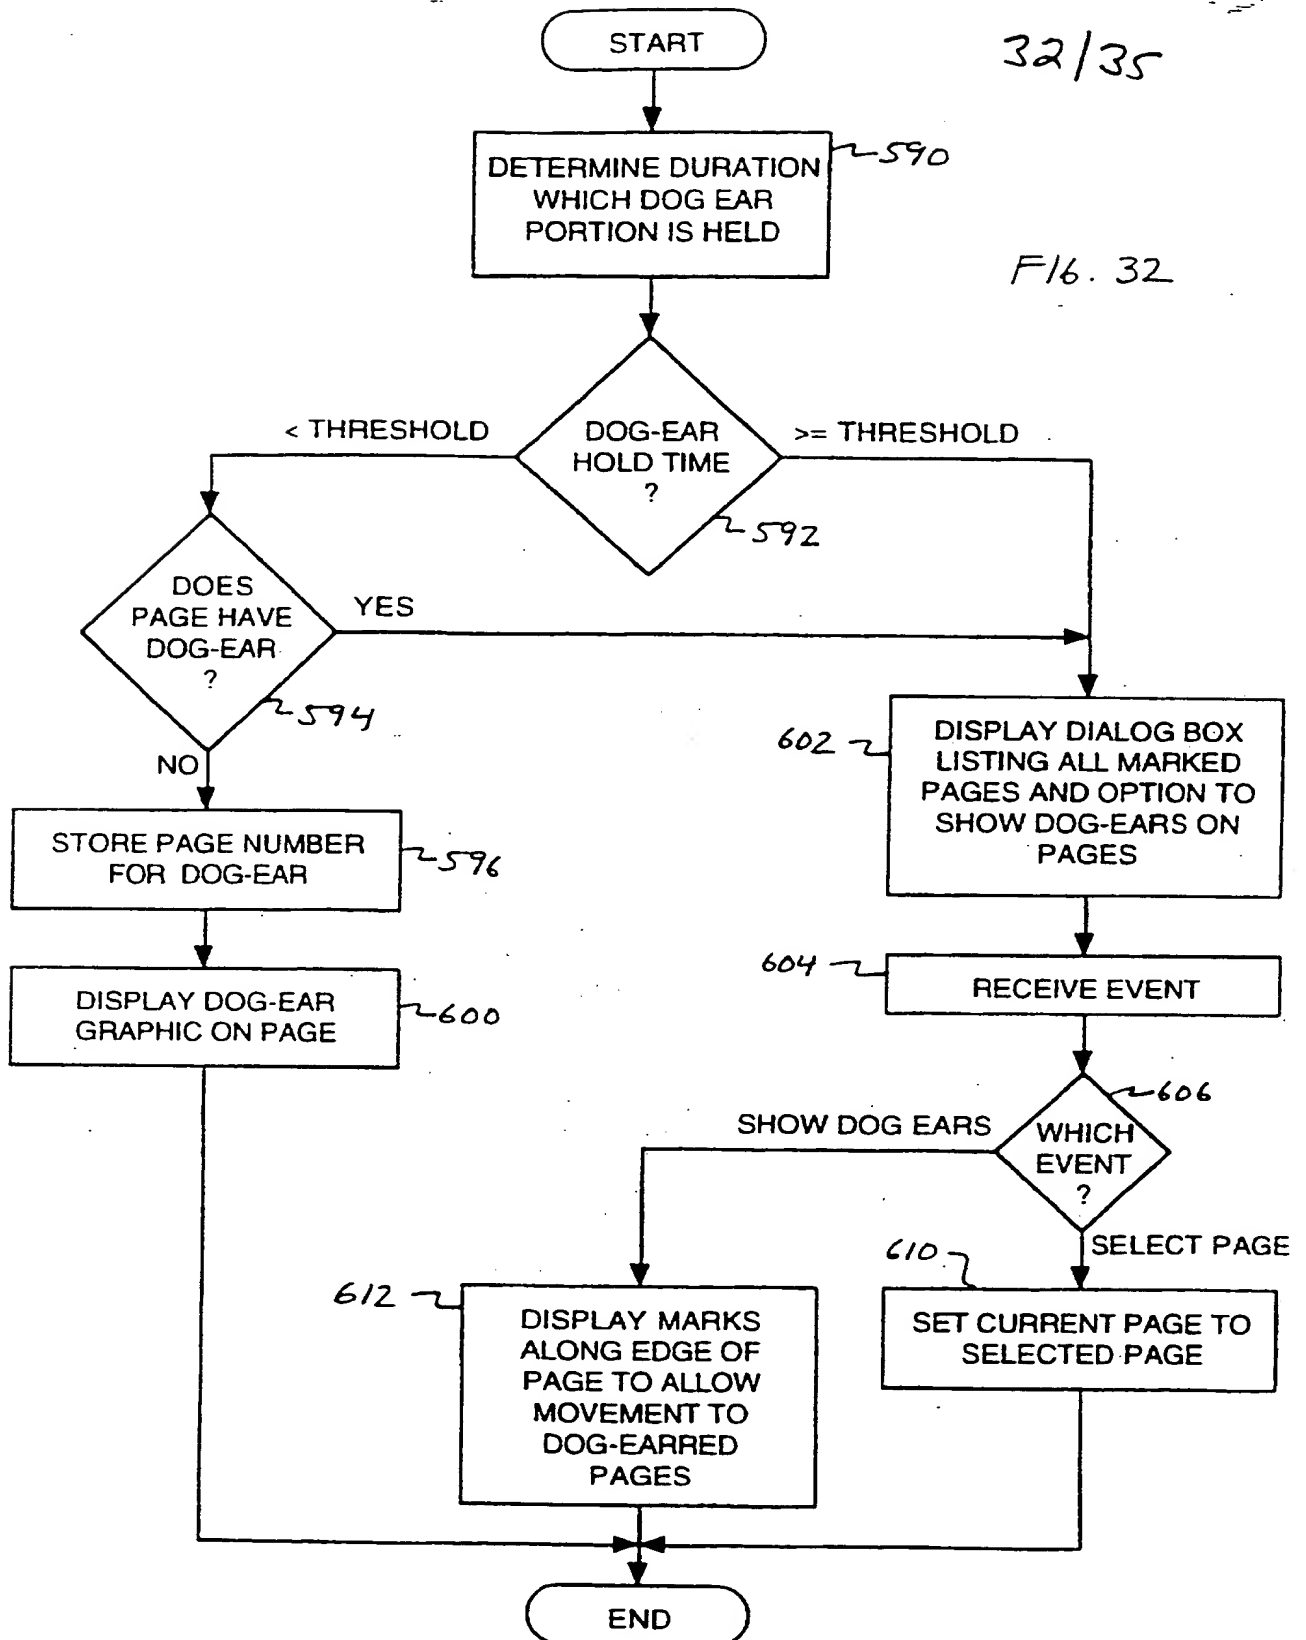 START
32/35
DETERMINE DURATION
WHICH DOG EAR
PORTION IS HELD
590
FIG. 32
< THRESHOLD
DOG-EAR
HOLD TIME
?
>= THRESHOLD
592
DOES
PAGE HAVE
DOG-EAR
?
YES
594
NO
602
DISPLAY DIALOG BOX
LISTING ALL MARKED
PAGES AND OPTION TO
SHOW DOG-EARS ON
PAGES
STORE PAGE NUMBER
FOR DOG-EAR
596
604
RECEIVE EVENT
DISPLAY DOG-EAR
GRAPHIC ON PAGE
600
606
SHOW DOG EARS
WHICH
EVENT
?
SELECT PAGE
610
612
DISPLAY MARKS
ALONG EDGE OF
PAGE TO ALLOW
MOVEMENT TO
DOG-EARRED
PAGES
SET CURRENT PAGE TO
SELECTED PAGE
END